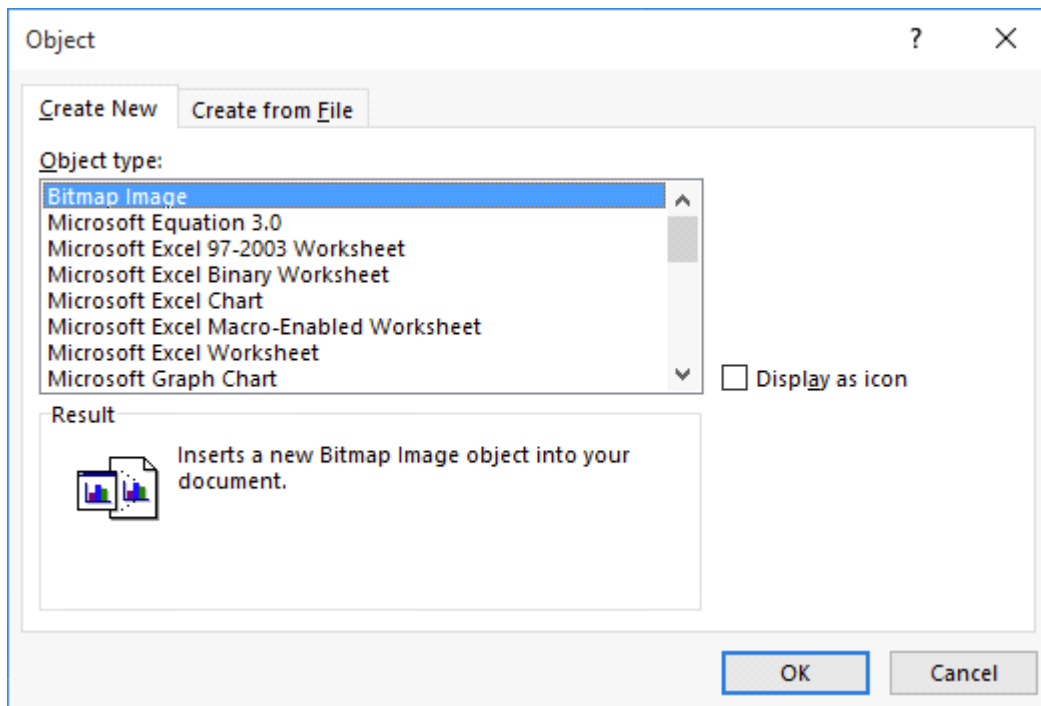 Object
?
Create New
Create from File
Object type:
Bitmap Image
Microsoft Equation 3.0
Microsoft Excel 97-2003 Worksheet
Microsoft Excel Binary Worksheet
Microsoft Excel Chart
Microsoft Excel Macro-Enabled Worksheet
Microsoft Excel Worksheet
Microsoft Graph Chart
Display as icon
Result
Inserts a new Bitmap Image object into your
document.
OK
Cancel